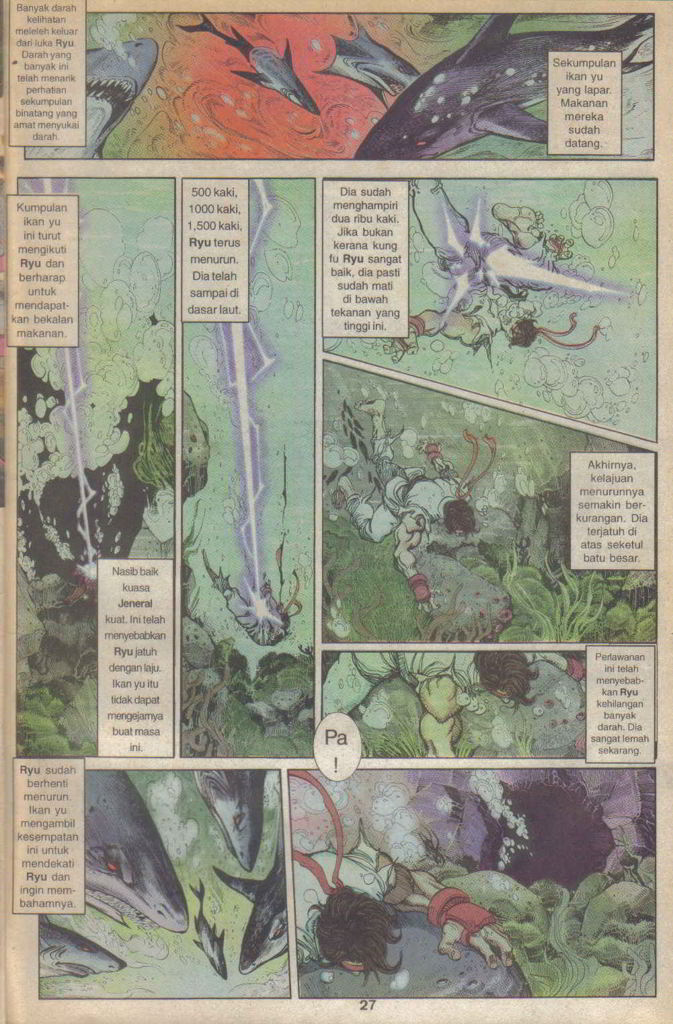 Banyak darah
kelihatan
meleleh keluar
dari luka Ryu.
Darah yang
banyak ini
telah menarik
perhatian
sekumpulan
binatang yang
amat menyukai
darah.
Sekumpulan
ikan yu
yang lapar.
Makanan
mereka
sudah
datang.
Kumpulan
ikan yu
ini turut
mengikuti
Ryu dan
berharap
untuk
mendapat-
kan bekalan
makanan.
Nasib baik
kuasa
Jeneral
kuat. Ini telah
menyebabkan
Ryu jatuh
dengan laju.
Ikan yu itu
tidak dapat
mengejarnya
buat masa
ini.
500 kaki,
1000 kaki,
1,500 kaki,
Ryu terus
menurun.
Dia telah
sampai di
dasar laut.
Dia sudah
menghampiri
dua ribu kaki.
Jika bukan
kerana kung
fu Ryu sangat
baik, dia pasti
sudah mati
di bawah
tekanan yang
tinggi ini.
Akhirnya,
kelajuan
menurunnya
semakin ber-
kurangan. Dia
terjatuh di
atas seketul
batu besar.
Perlawanan
ini telah
menyebab-
kan Ryu
kehilangan
banyak
darah. Dia
sangat lemah
sekarang.
Pa
!
Ryu sudah
berhenti
menurun.
Ikan yu
mengambil
kesempatan
ini untuk
mendekati
Ryu dan
ingin mem-
bahamnya.
27